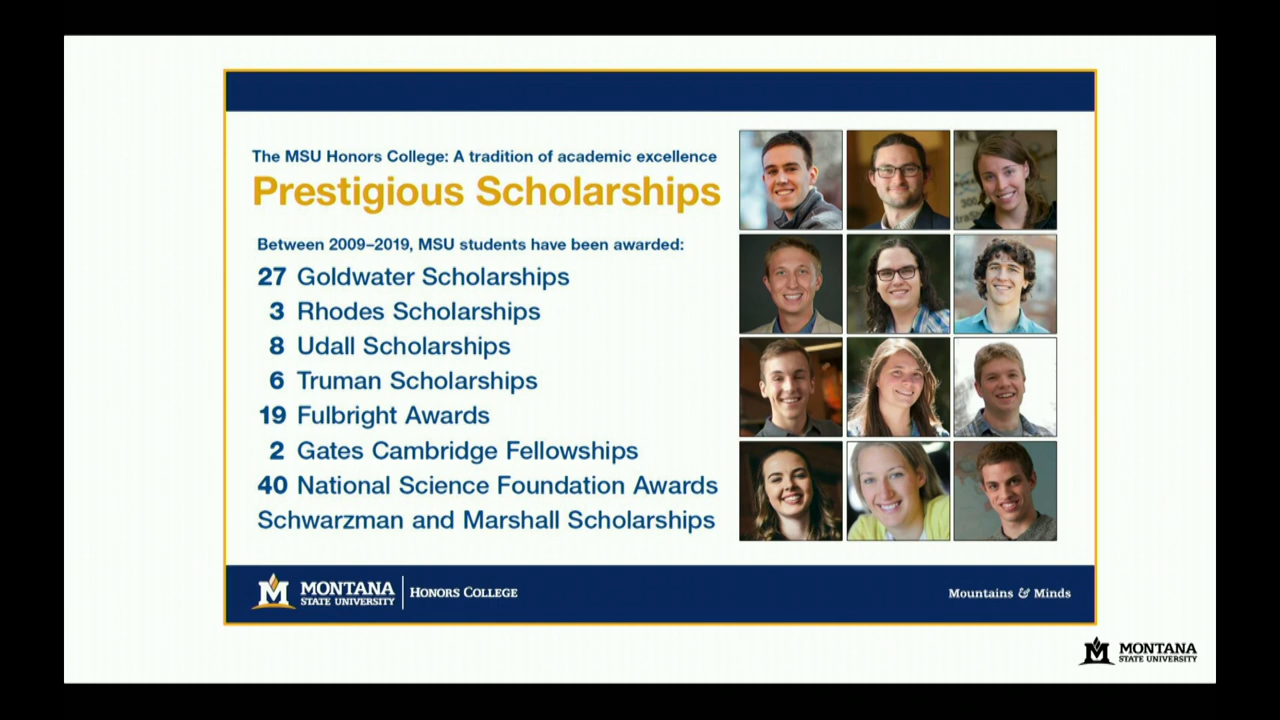 The MSU Honors College: A tradition of academic excellence
Prestigious Scholarships
Between 2009–2019, MSU students have been awarded:
27 Goldwater Scholarships
3 Rhodes Scholarships
8 Udall Scholarships
6 Truman Scholarships
19 Fulbright Awards
2 Gates Cambridge Fellowships
40 National Science Foundation Awards
Schwarzman and Marshall Scholarships
M MONTANA
STATE UNIVERSITY
HONORS COLLEGE
Mountains & Minds
M MONTANA
STATE UNIVERSITY